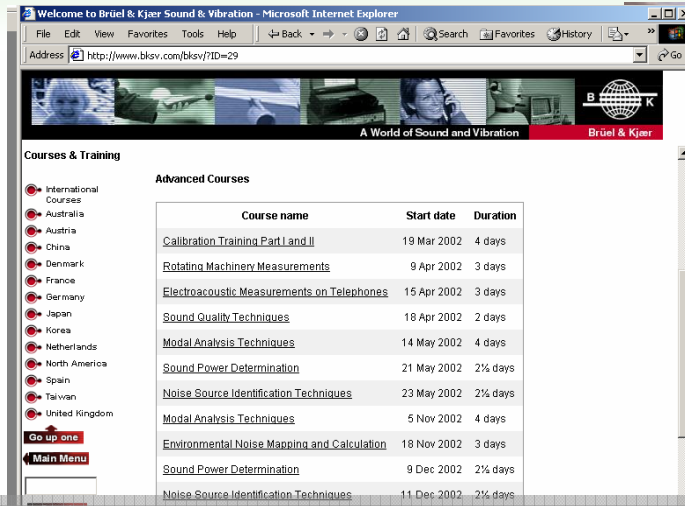 Welcome to Brüel & Kjær Sound & Vibration - Microsoft Internet Explorer
File Edit View Favorites Tools Help Back Search Favorites History »
Address http://www.bksv.com/bksv/?ID=29 Go
B K
A World of Sound and Vibration Brüel & Kjær
Courses & Training
International
Courses
Australia
Austria
China
Denmark
France
Germany
Japan
Korea
Netherlands
North America
Spain
Taiwan
United Kingdom
Go up one
Main Menu
Advanced Courses
Course name Start date Duration
Calibration Training Part I and II 19 Mar 2002 4 days
Rotating Machinery Measurements 9 Apr 2002 3 days
Electroacoustic Measurements on Telephones 15 Apr 2002 3 days
Sound Quality Techniques 18 Apr 2002 2 days
Modal Analysis Techniques 14 May 2002 4 days
Sound Power Determination 21 May 2002 2½ days
Noise Source Identification Techniques 23 May 2002 2½ days
Modal Analysis Techniques 5 Nov 2002 4 days
Environmental Noise Mapping and Calculation 18 Nov 2002 3 days
Sound Power Determination 9 Dec 2002 2½ days
Noise Source Identification Techniques 11 Dec 2002 2½ days